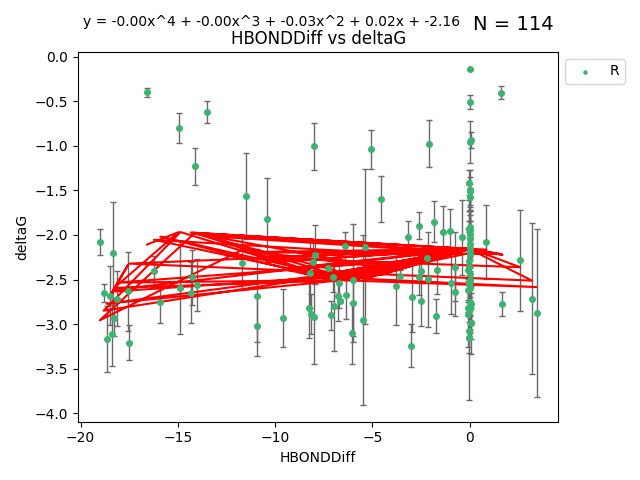 y = -0.00x^4 + -0.00x^3 + -0.03x^2 + 0.02x + -2.16 N = 114
HBONDDiff vs deltaG
R
0.0
−0.5
−1.0
−1.5
−2.0
−2.5
−3.0
−3.5
−4.0
deltaG
−20 −15 −10 −5 0
HBONDDiff